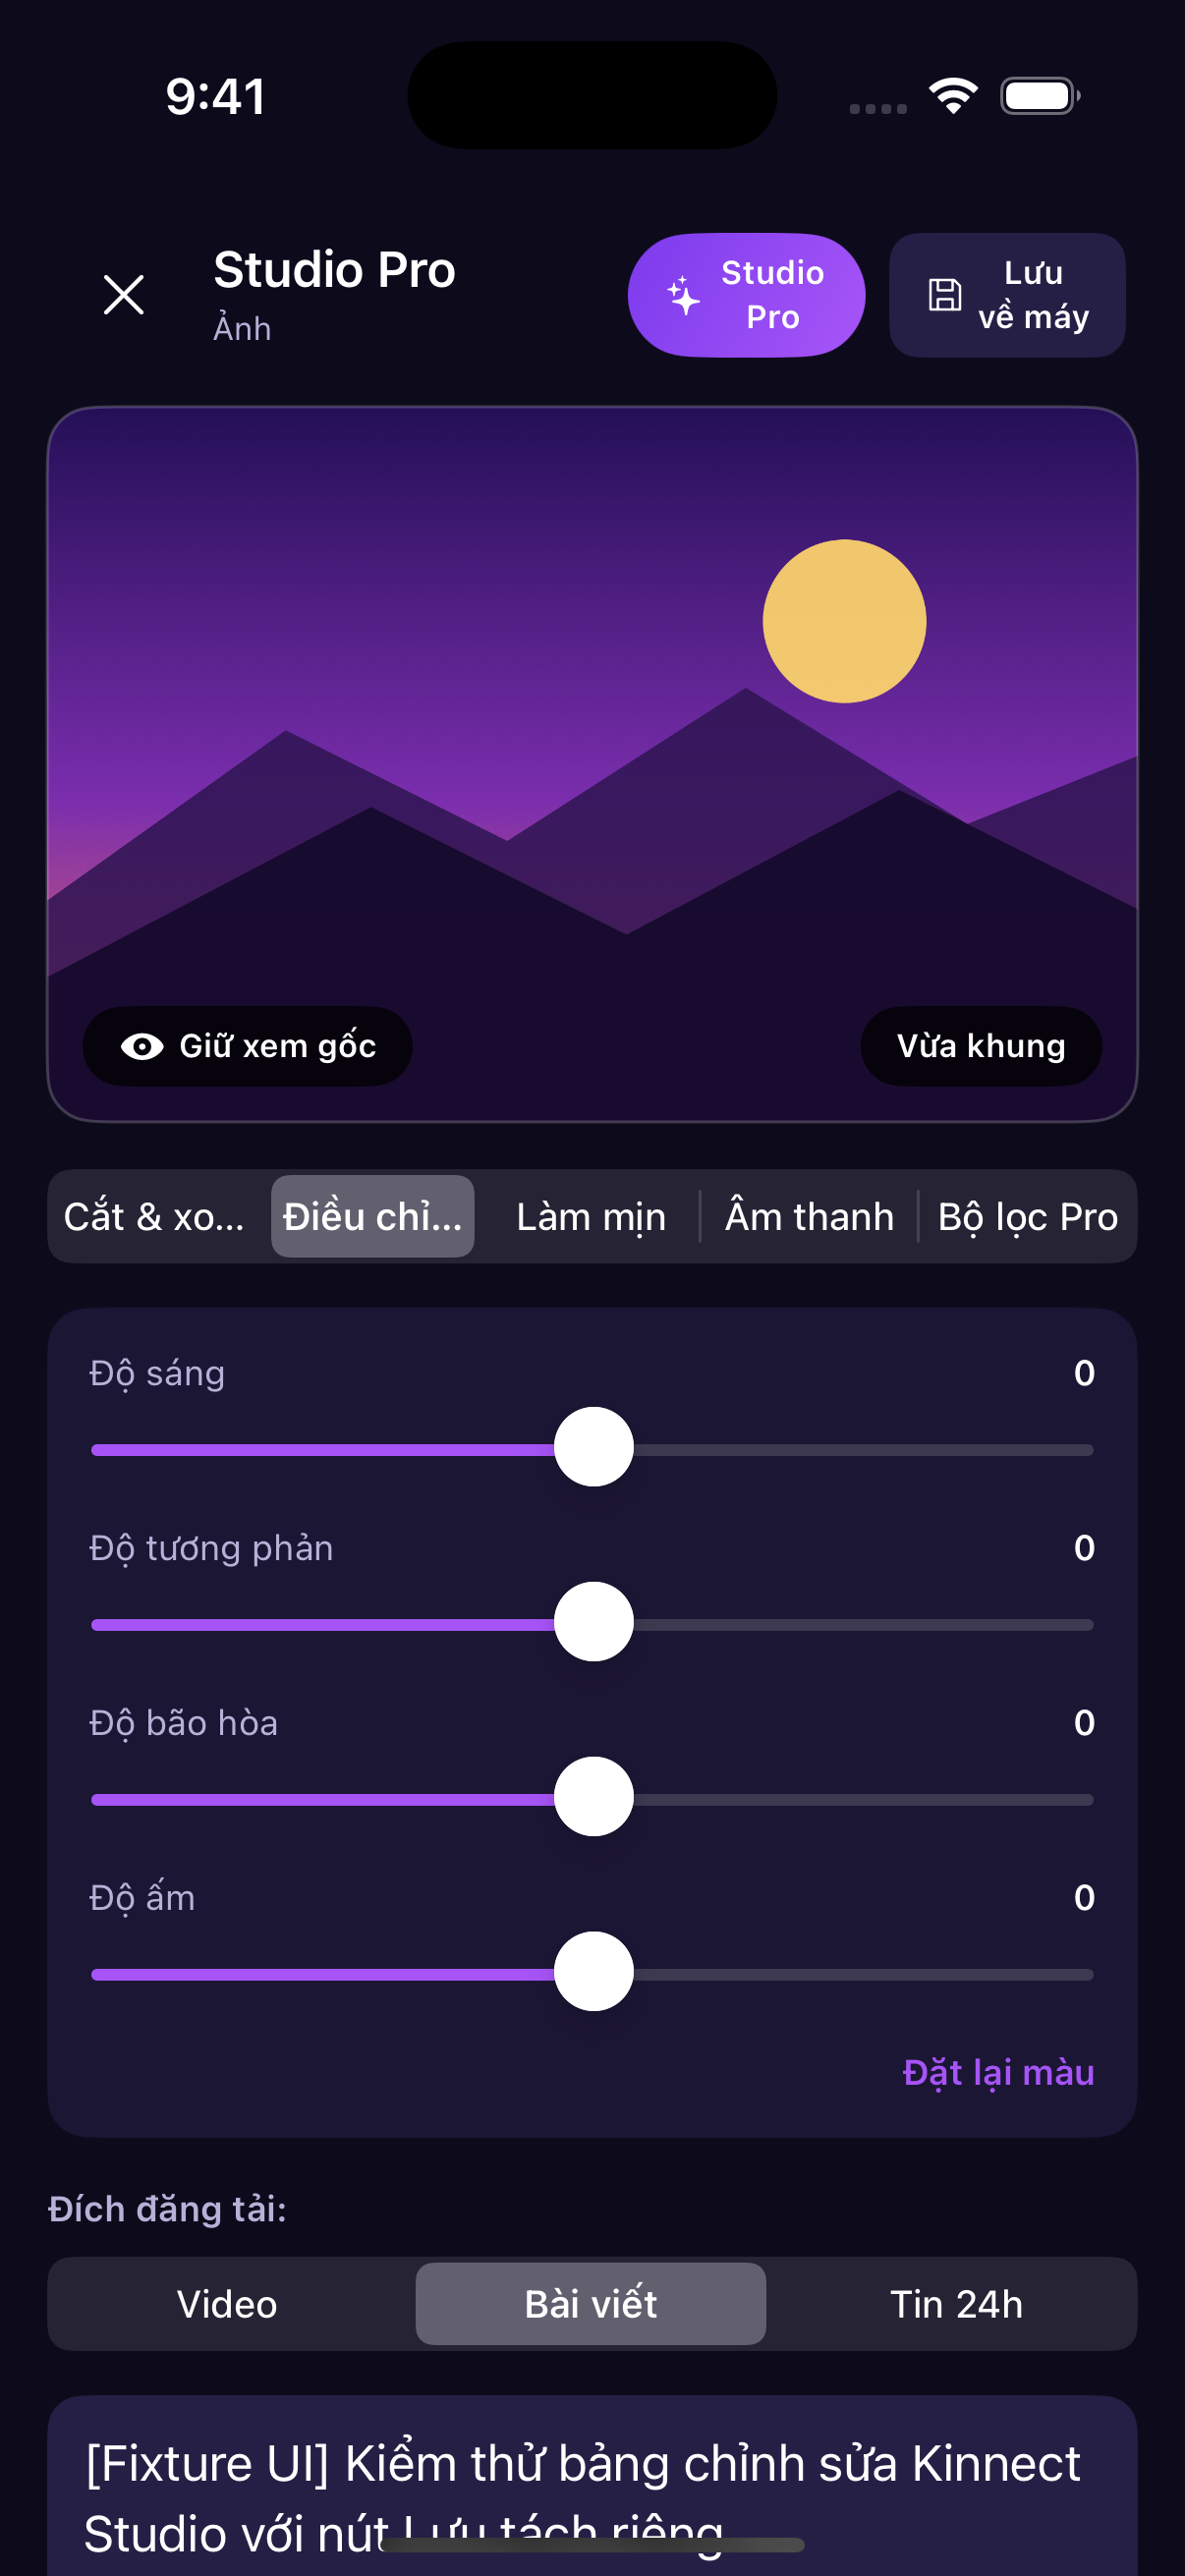 9:41
Studio Pro
Ảnh
Studio
Pro
Lưu
về máy
Giữ xem gốc
Vừa khung
Cắt & xo...
Điều chỉ...
Làm mịn
Âm thanh
Bộ lọc Pro
Độ sáng
0
Độ tương phản
0
Độ bão hòa
0
Độ ấm
0
Đặt lại màu
Đích đăng tải:
Video
Bài viết
Tin 24h
[Fixture UI] Kiểm thử bảng chỉnh sửa Kinnect
Studio với nút Lưu tách riêng